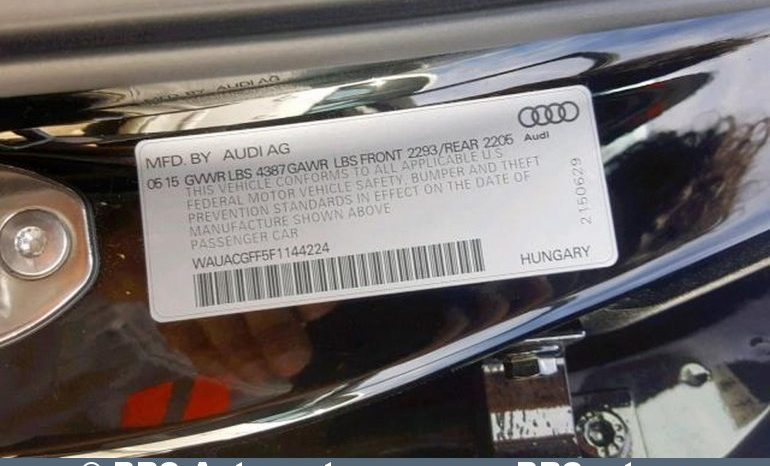 MFD. BY AUDI AG
Audi
05 15 GVWR LBS 4387 GAWR LBS FRONT 2293/REAR 2205
THIS VEHICLE CONFORMS TO ALL APPLICABLE U.S.
FEDERAL MOTOR VEHICLE SAFETY, BUMPER AND THEFT
PREVENTION STANDARDS IN EFFECT ON THE DATE OF
MANUFACTURE SHOWN ABOVE
PASSENGER CAR
2150629
WAUACGFF5F1144224
HUNGARY